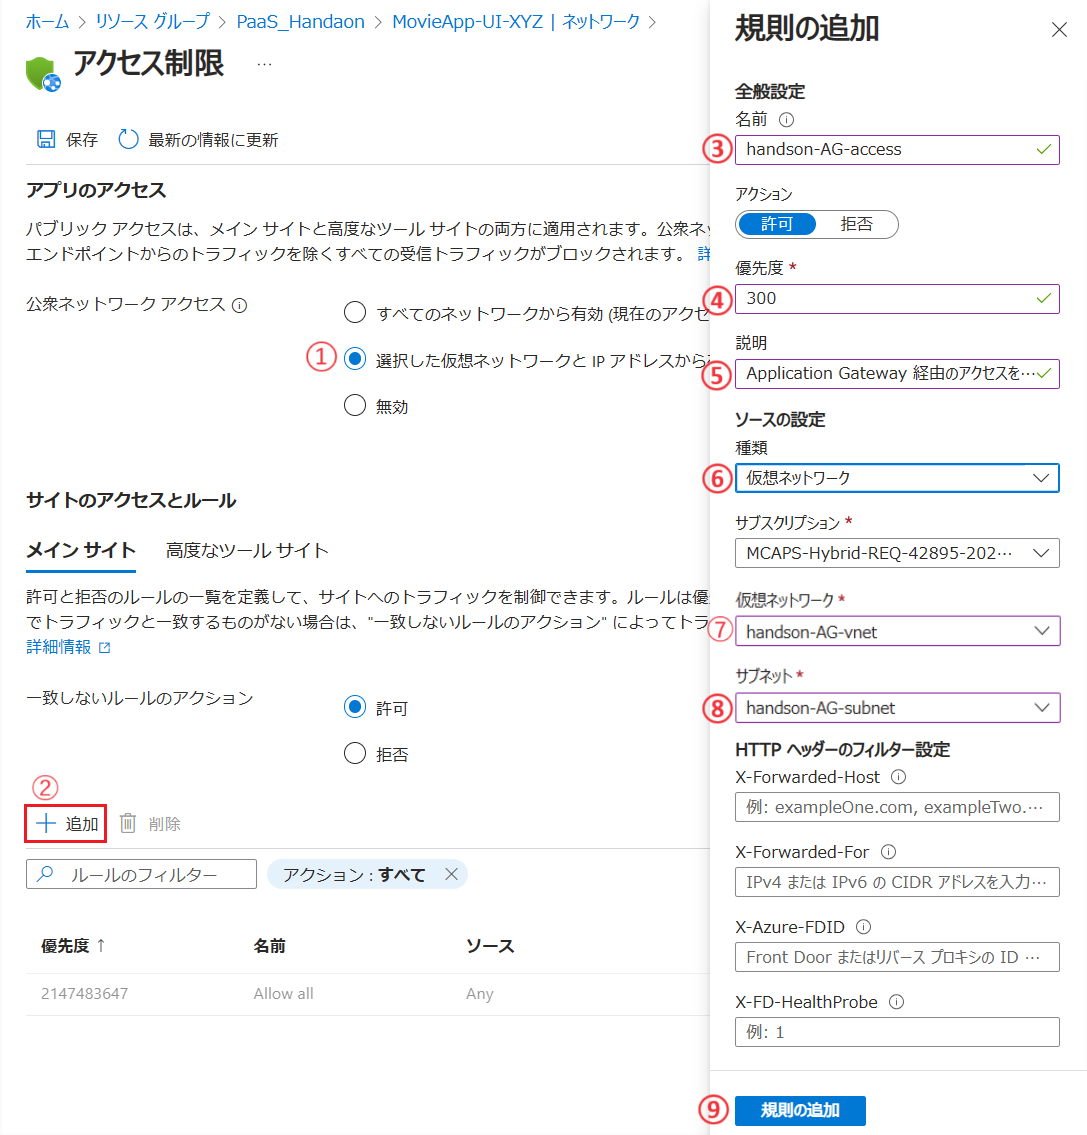 ホーム > リソース グループ > PaaS_Handaon > MovieApp-UI-XYZ | ネットワーク >
アクセス制限 …
保存 最新の情報に更新
アプリのアクセス
パブリック アクセスは、メイン サイトと高度なツール サイトの両方に適用されます。公衆ネッ
エンドポイントからのトラフィックを除くすべての受信トラフィックがブロックされます。 詳
公衆ネットワーク アクセス
すべてのネットワークから有効 (現在のアクセ
① 選択した仮想ネットワークと IP アドレスから
無効
サイトのアクセスとルール
メイン サイト 高度なツール サイト
許可と拒否のルールの一覧を定義して、サイトへのトラフィックを制御できます。ルールは優
でトラフィックと一致するものがない場合は、"一致しないルールのアクション" によってトラ
詳細情報
一致しないルールのアクション
許可
拒否
②
追加 削除
ルールのフィルター アクション : すべて
優先度 ↑ 名前 ソース
2147483647 Allow all Any
規則の追加
全般設定
名前
③ handson-AG-access
アクション
許可 拒否
優先度 *
④ 300
説明
⑤ Application Gateway 経由のアクセスを…
ソースの設定
種類
⑥ 仮想ネットワーク
サブスクリプション *
MCAPS-Hybrid-REQ-42895-202…
仮想ネットワーク *
⑦ handson-AG-vnet
サブネット *
⑧ handson-AG-subnet
HTTP ヘッダーのフィルター設定
X-Forwarded-Host
例: exampleOne.com, exampleTwo.…
X-Forwarded-For
IPv4 または IPv6 の CIDR アドレスを入力…
X-Azure-FDID
Front Door またはリバース プロキシの ID …
X-FD-HealthProbe
例: 1
⑨ 規則の追加